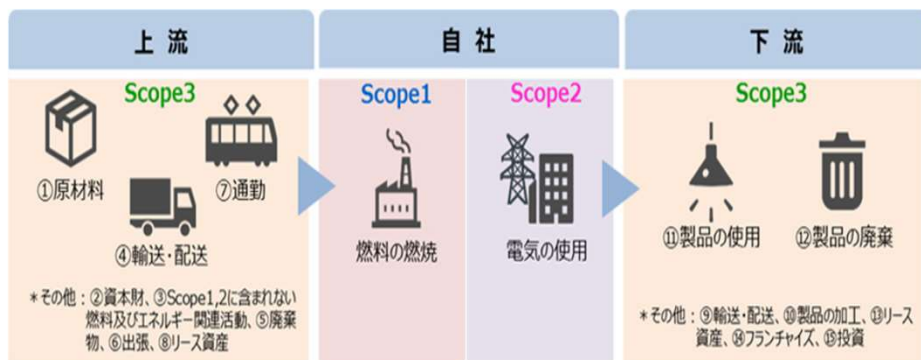 上流
自社
下流
Scope3
①原材料
⑦通勤
④輸送・配送
＊その他：②資本財、③Scope1,2に含まれない
燃料及びエネルギー関連活動、⑤廃棄
物、⑥出張、⑧リース資産
Scope1
燃料の燃焼
Scope2
電気の使用
Scope3
⑪製品の使用
⑫製品の廃棄
＊その他：⑨輸送・配送、⑩製品の加工、⑬リース
資産、⑭フランチャイズ、⑮投資